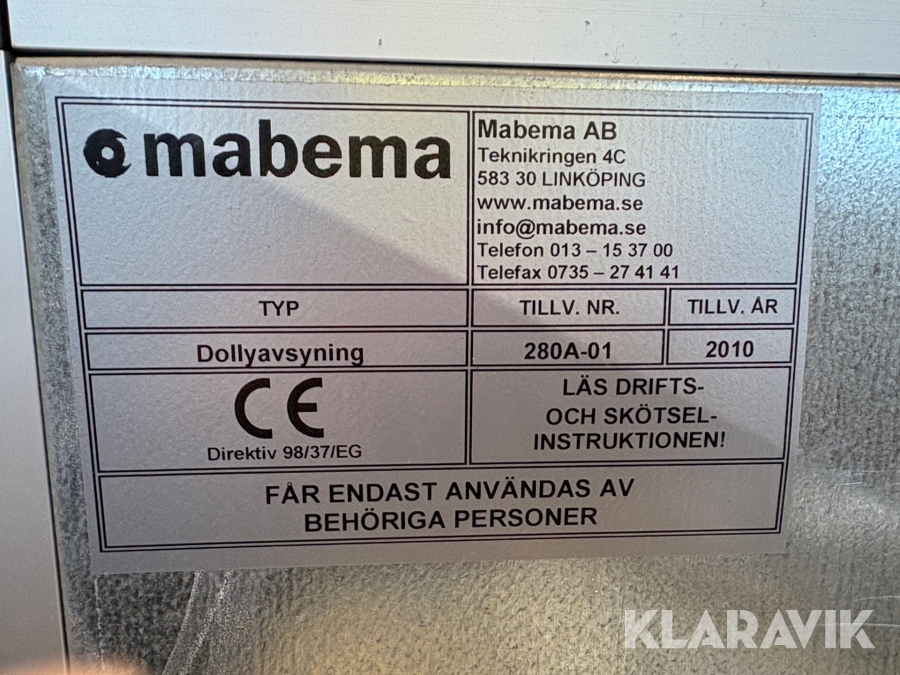 mabema
Mabema AB
Teknikringen 4C
583 30 LINKÖPING
www.mabema.se
info@mabema.se
Telefon 013 – 15 37 00
Telefax 0735 – 27 41 41
TYP
TILLV. NR.
TILLV. ÅR
Dollyavsyning
280A-01
2010
CE
Direktiv 98/37/EG
LÄS DRIFTS-
OCH SKÖTSEL-
INSTRUKTIONEN!
FÅR ENDAST ANVÄNDAS AV
BEHÖRIGA PERSONER
KLARAVIK